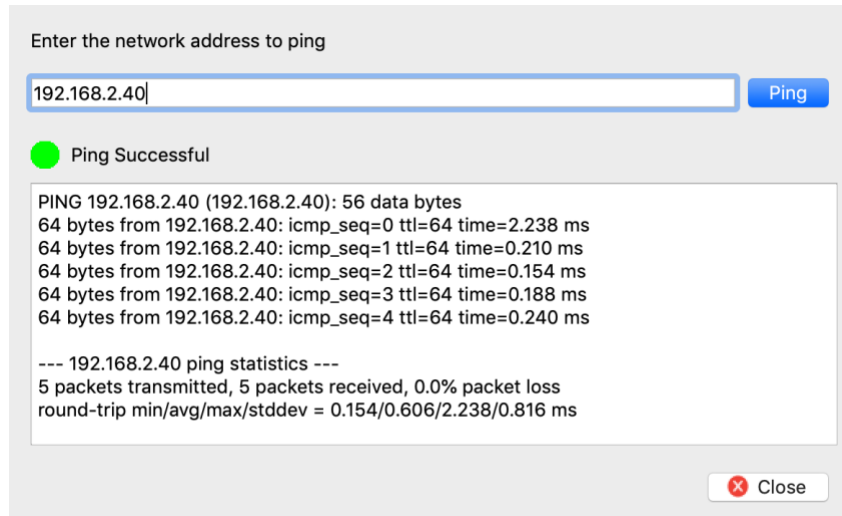 Enter the network address to ping
192.168.2.40
Ping
Ping Successful
PING 192.168.2.40 (192.168.2.40): 56 data bytes
64 bytes from 192.168.2.40: icmp_seq=0 ttl=64 time=2.238 ms
64 bytes from 192.168.2.40: icmp_seq=1 ttl=64 time=0.210 ms
64 bytes from 192.168.2.40: icmp_seq=2 ttl=64 time=0.154 ms
64 bytes from 192.168.2.40: icmp_seq=3 ttl=64 time=0.188 ms
64 bytes from 192.168.2.40: icmp_seq=4 ttl=64 time=0.240 ms
--- 192.168.2.40 ping statistics ---
5 packets transmitted, 5 packets received, 0.0% packet loss
round-trip min/avg/max/stddev = 0.154/0.606/2.238/0.816 ms
Close